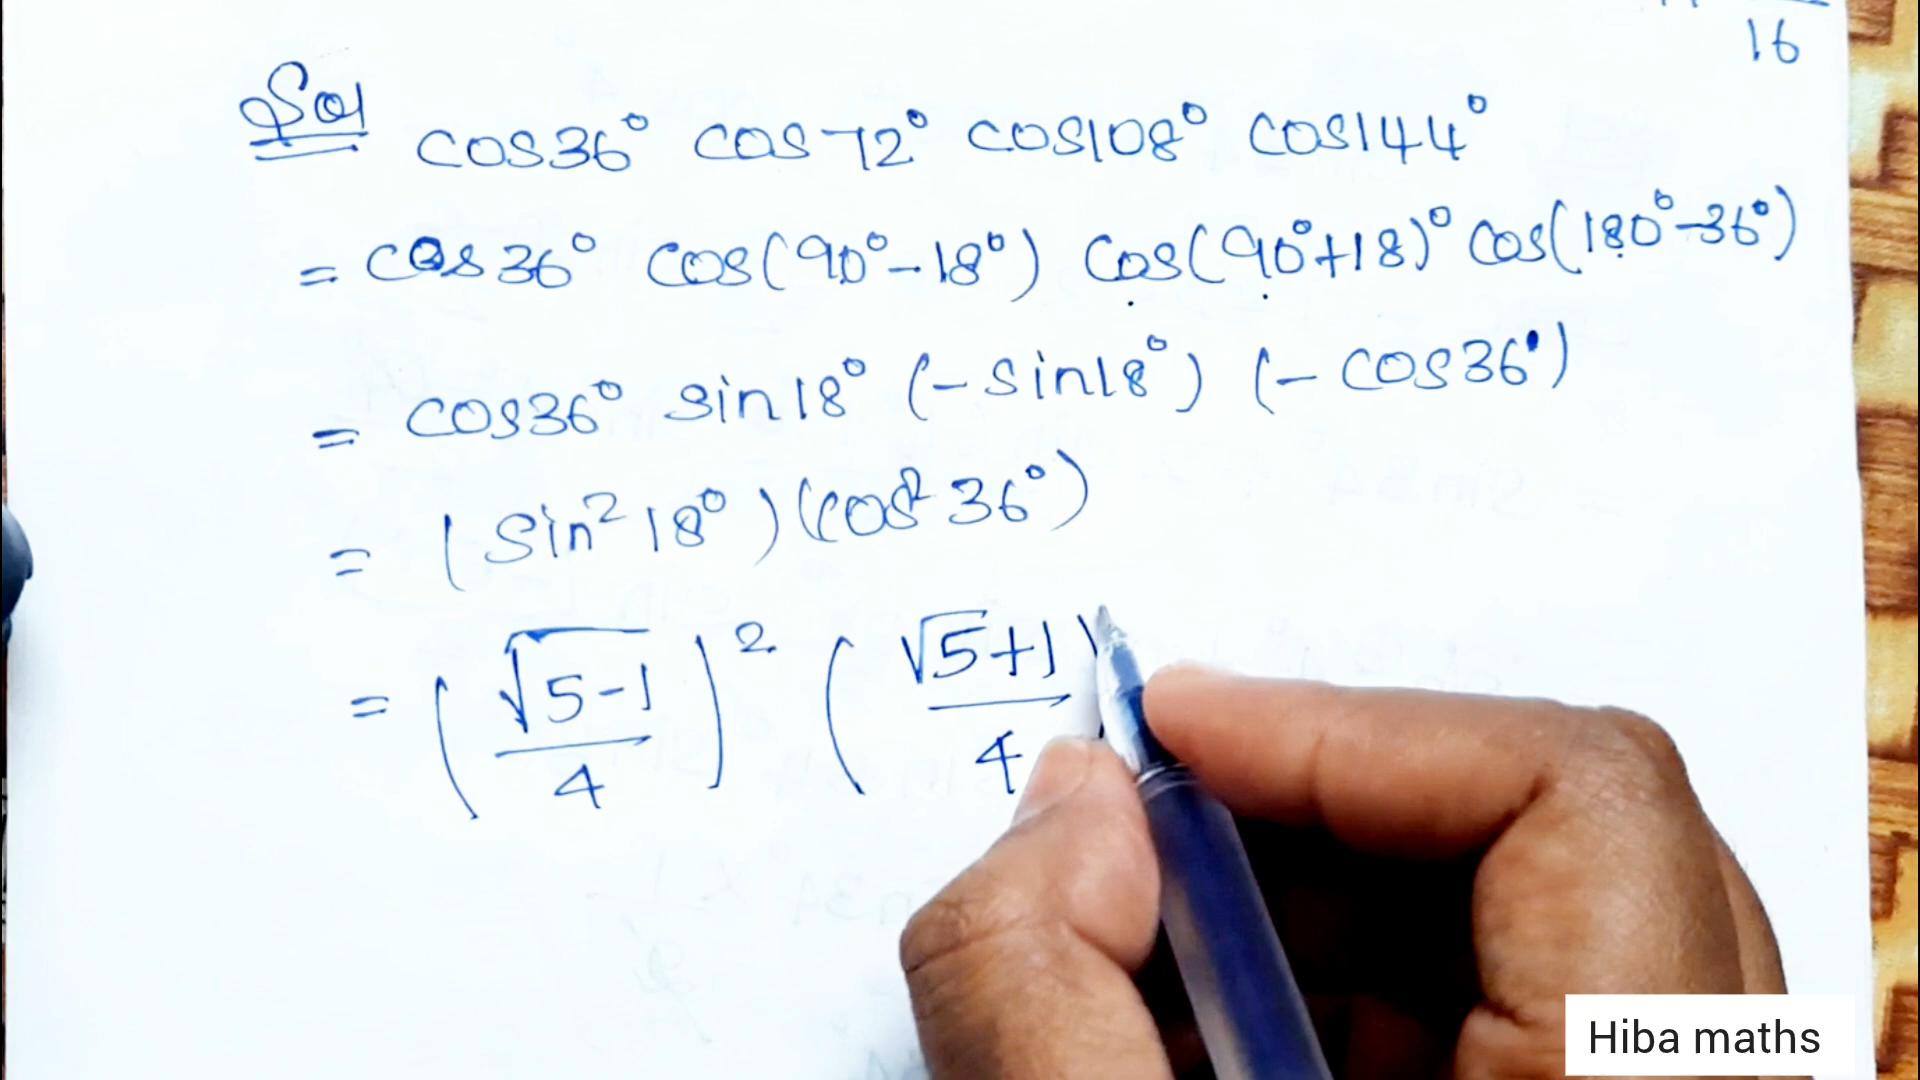 16
Sol cos36° cos72° cos108° cos144°
= cos36° cos(90°-18°) cos(90°+18)° cos(180°-36°)
= cos36° sin18° (-sin18°) (-cos36°)
= (sin²18°)(cos²36°)
= (√5-1/4)² (√5+1/4)
Hiba maths